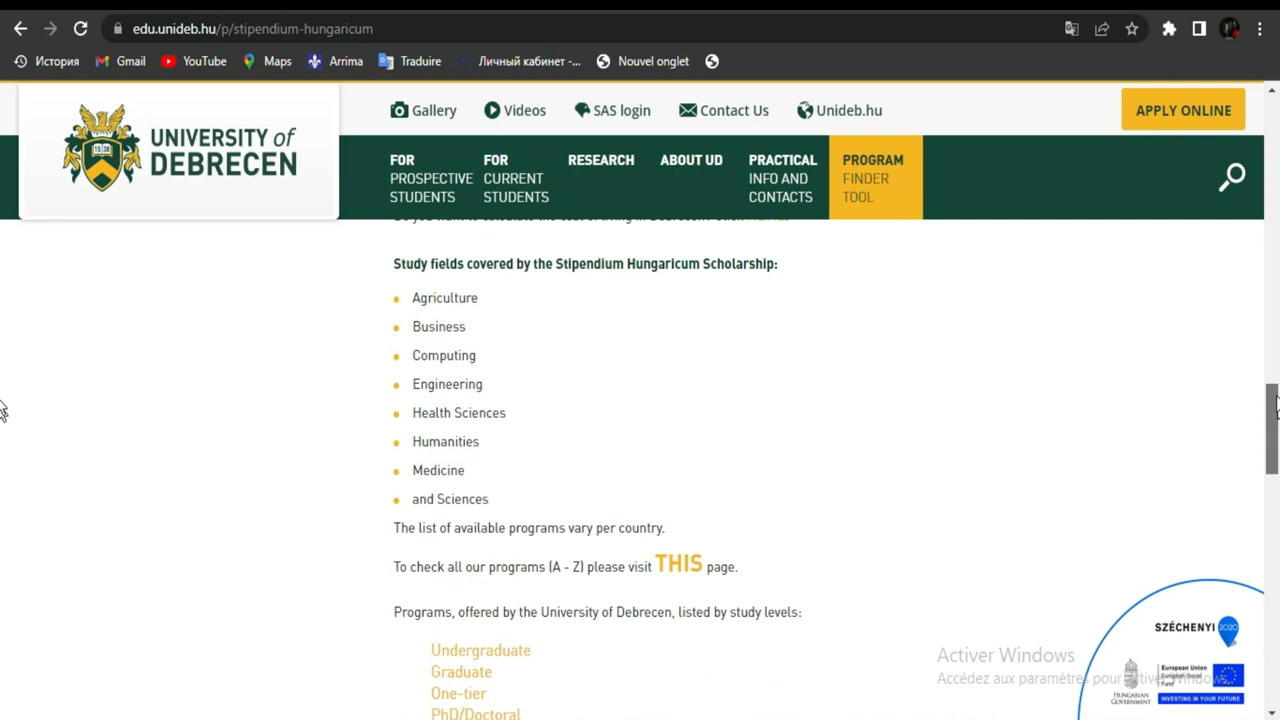 edu.unideb.hu/p/stipendium-hungaricum
История
Gmail
YouTube
Maps
Arrima
Traduire
Личный кабинет -...
Nouvel onglet
UNIVERSITY of
DEBRECEN
Gallery
Videos
SAS login
Contact Us
Unideb.hu
APPLY ONLINE
FOR
PROSPECTIVE
STUDENTS
FOR
CURRENT
STUDENTS
RESEARCH
ABOUT UD
PRACTICAL
INFO AND
CONTACTS
PROGRAM
FINDER
TOOL
Study fields covered by the Stipendium Hungaricum Scholarship:
Agriculture
Business
Computing
Engineering
Health Sciences
Humanities
Medicine
and Sciences
The list of available programs vary per country.
To check all our programs (A - Z) please visit THIS page.
Programs, offered by the University of Debrecen, listed by study levels:
Undergraduate
Graduate
One-tier
PhD/Doctoral
SZÉCHENYI 2020
HUNGARIAN
GOVERNMENT
European Union
European Social
Fund
INVESTING IN YOUR FUTURE
Activer Windows
Accédez aux paramètres pour activer Windows.